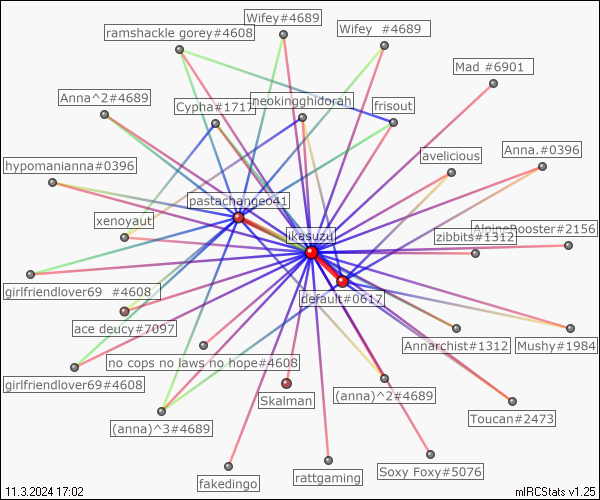 Wifey#4689
ramshackle gorey#4608
Wifey #4689
Mad #6901
Anna^2#4689
Cypha#1717
neokingghidorah
frisout
avelicious
Anna.#0396
hypomanianna#0396
pastachangeo41
xenoyaut
ikasuzu
AlpineRooster#2156
zibbits#1312
girlfriendlover69 #4608
default#0617
ace deucy#7097
Annarchist#1312
Mushy#1984
no cops no laws no hope#4608
girlfriendlover69#4608
Skalman
(anna)^2#4689
Toucan#2473
(anna)^3#4689
fakedingo
rattgaming
Soxy Foxy#5076
11.3.2024 17:02
mIRCStats v1.25